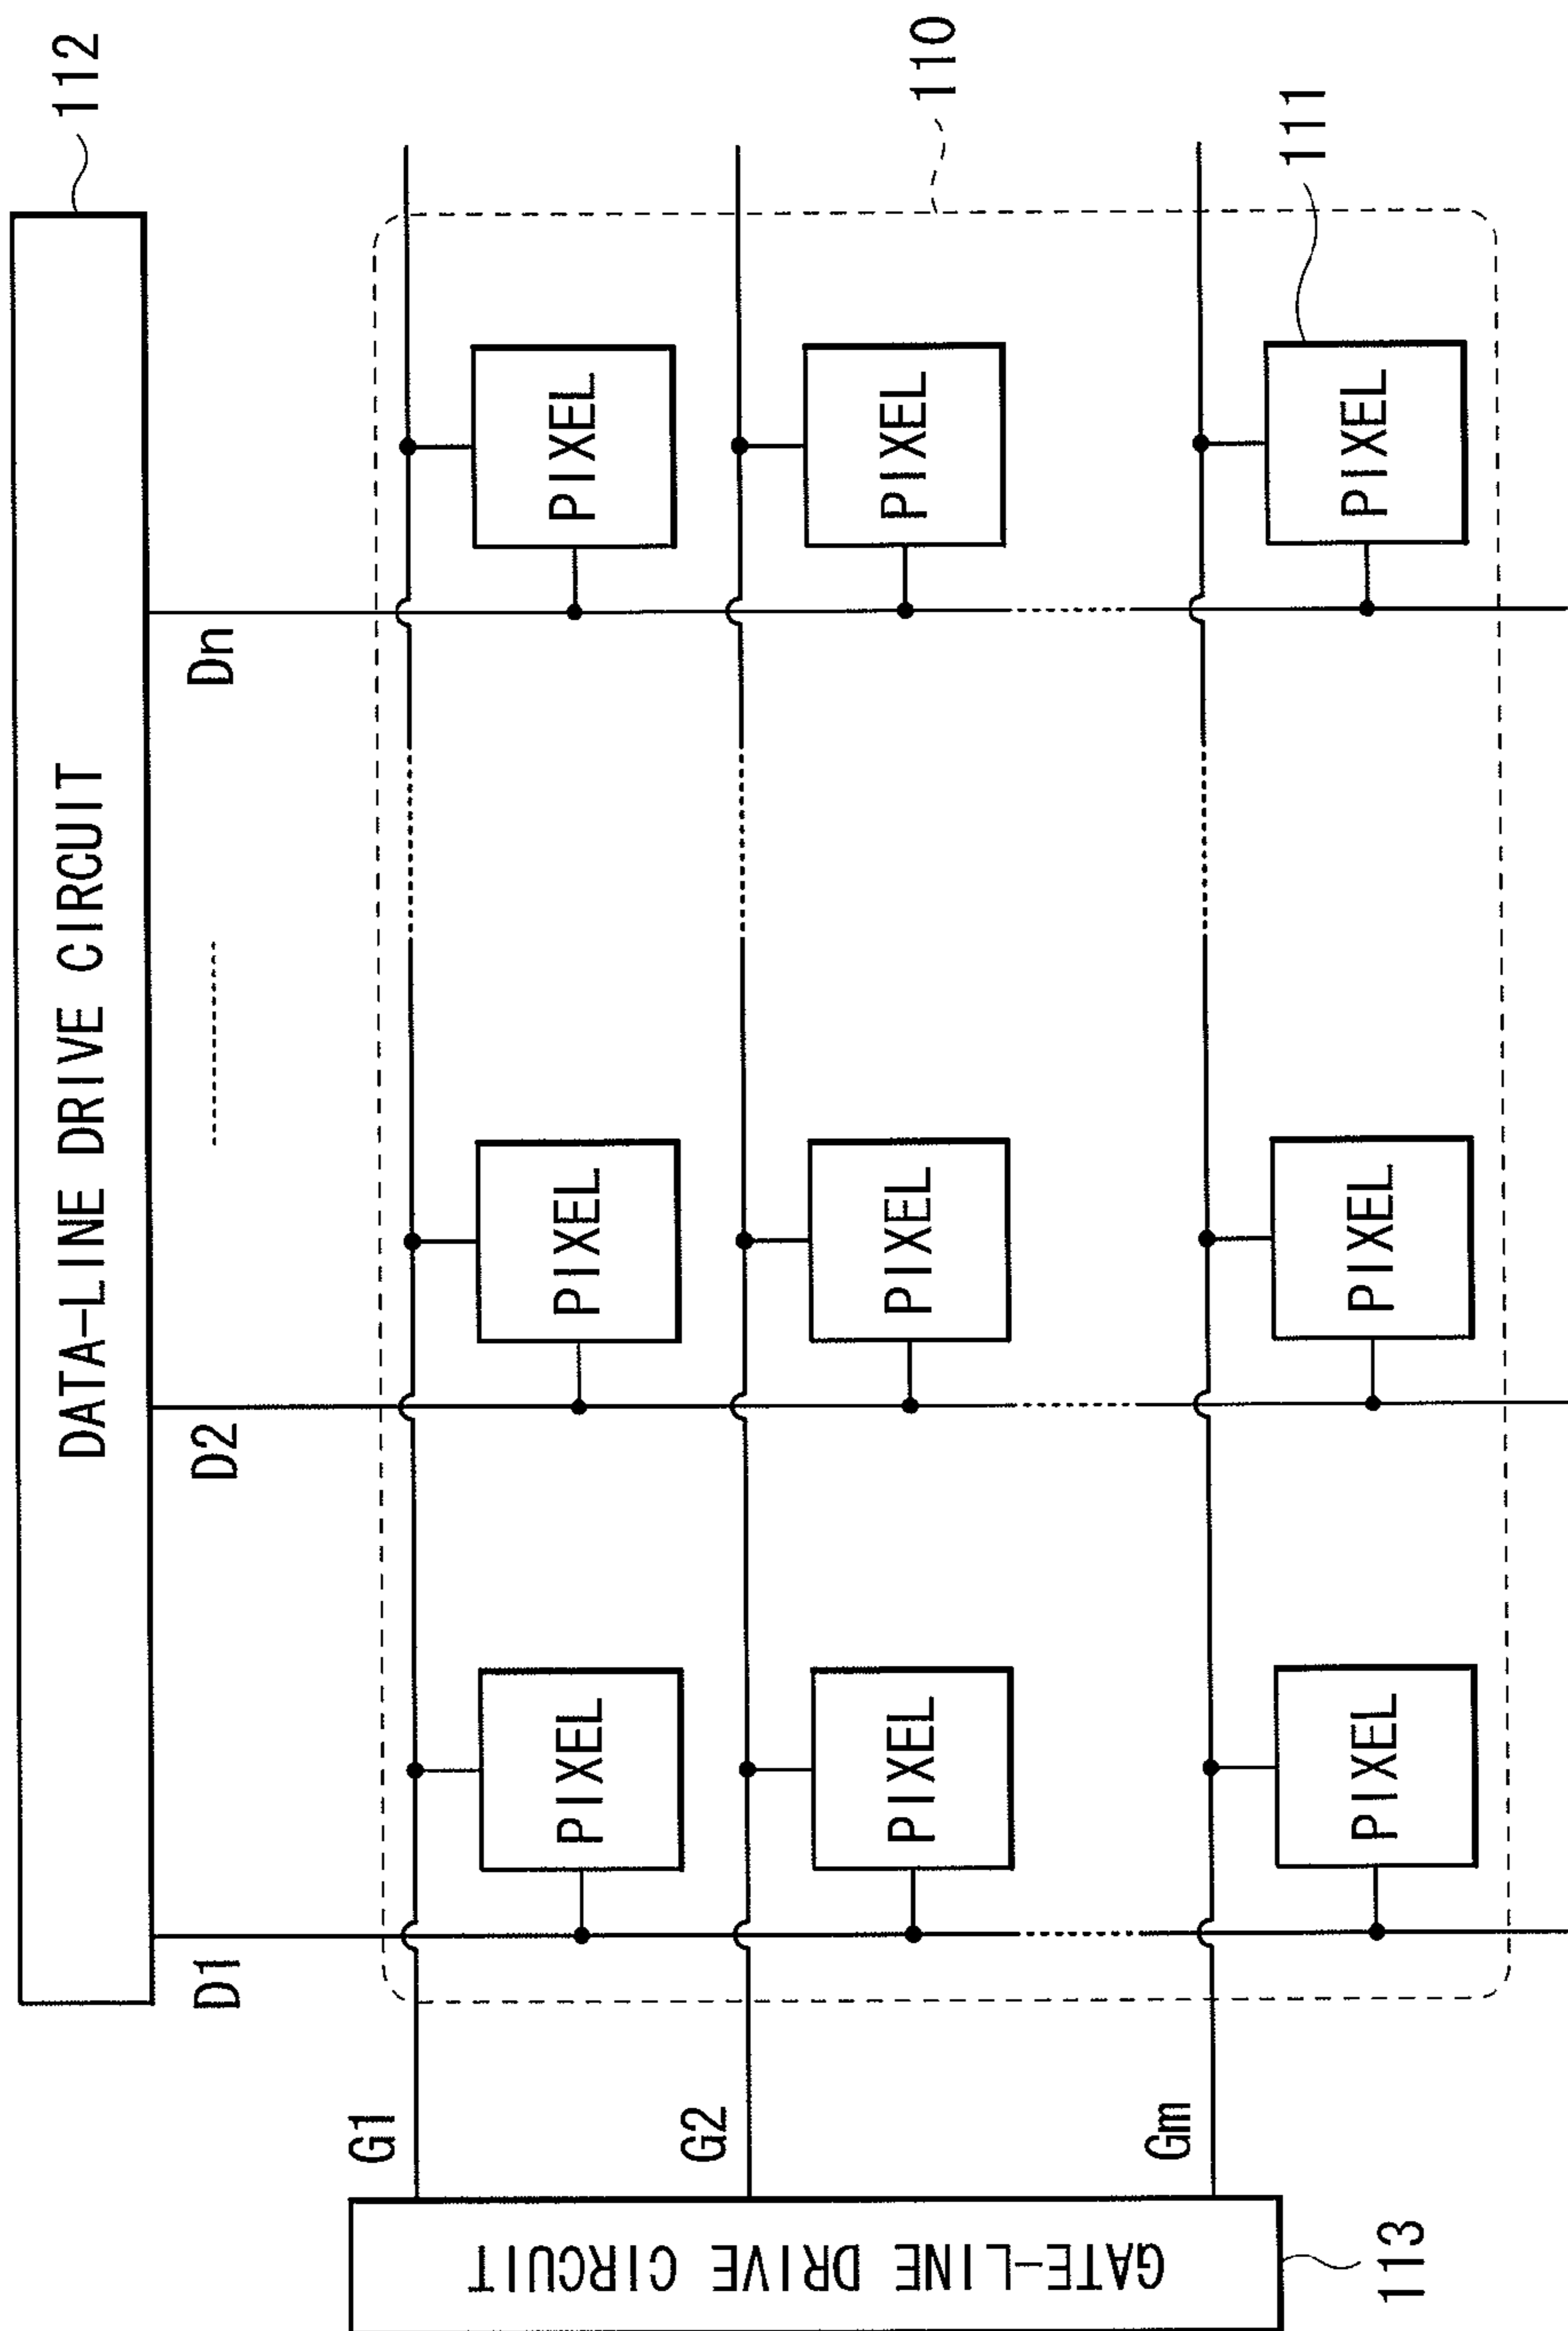 112
DATA-LINE DRIVE CIRCUIT
D1
D2
Dn
110
G1
PIXEL
PIXEL
PIXEL
G2
PIXEL
PIXEL
PIXEL
Gm
PIXEL
PIXEL
PIXEL
111
GATE-LINE DRIVE CIRCUIT
113